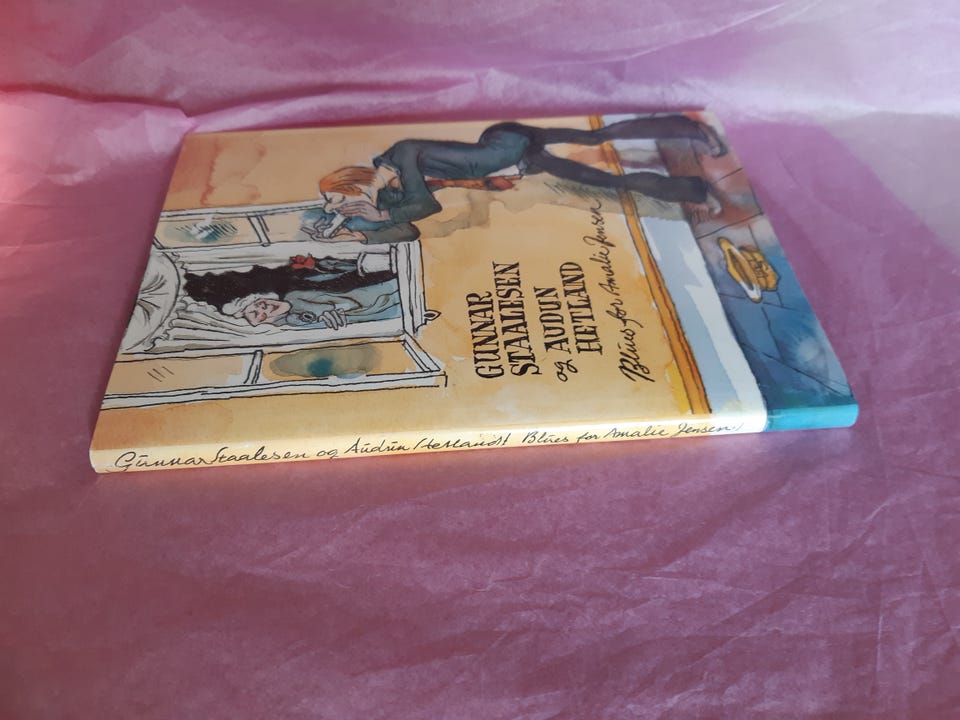 GUNNAR
STAALESEN
og AUDUN
HETLAND
Blues for Amalie Jensen
Gunnar Staalesen og Audun Hetland Blues for Amalie Jensen